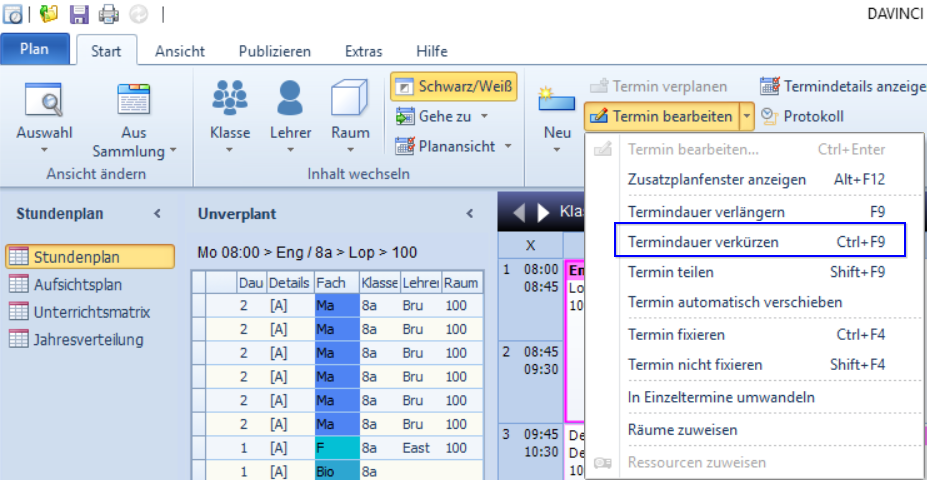 DAVINCI
Plan Start Ansicht Publizieren Extras Hilfe
Auswahl
Aus
Sammlung
Ansicht ändern
Klasse Lehrer Raum
Schwarz/Weiß
Gehe zu
Planansicht
Inhalt wechseln
Neu
Termin verplanen
Termin bearbeiten
Termindetails anzeige
Protokoll
Termin bearbeiten... Ctrl+Enter
Zusatzplanfenster anzeigen Alt+F12
Termindauer verlängern F9
Termindauer verkürzen Ctrl+F9
Termin teilen Shift+F9
Termin automatisch verschieben
Termin fixieren Ctrl+F4
Termin nicht fixieren Shift+F4
In Einzeltermine umwandeln
Räume zuweisen
Ressourcen zuweisen
Stundenplan <
Stundenplan
Aufsichtsplan
Unterrichtsmatrix
Jahresverteilung
Unverplant <
Mo 08:00 > Eng / 8a > Lop > 100
Dau Details Fach Klasse Lehrer Raum
2 [A] Ma 8a Bru 100
2 [A] Ma 8a Bru 100
2 [A] Ma 8a Bru 100
2 [A] Ma 8a Bru 100
2 [A] Ma 8a Bru 100
2 [A] Ma 8a Bru 100
1 [A] F 8a East 100
1 [A] Bio 8a
Kla
X
1 08:00 En
08:45 Lo
10
2 08:45
09:30
3 09:45 De
10:30 De
10